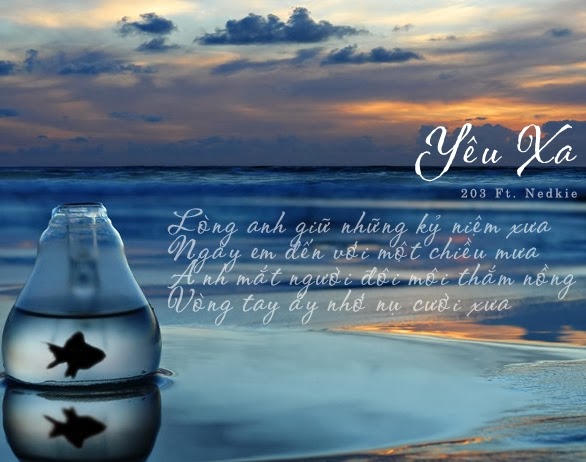 Yêu Xa
203 Ft. Nedkie
Lòng anh giữ những kỷ niệm xưa
Ngày em đến với một chiều mưa
Ánh mắt người đôi môi thắm nồng
Vòng tay ấy nhớ nụ cười xưa